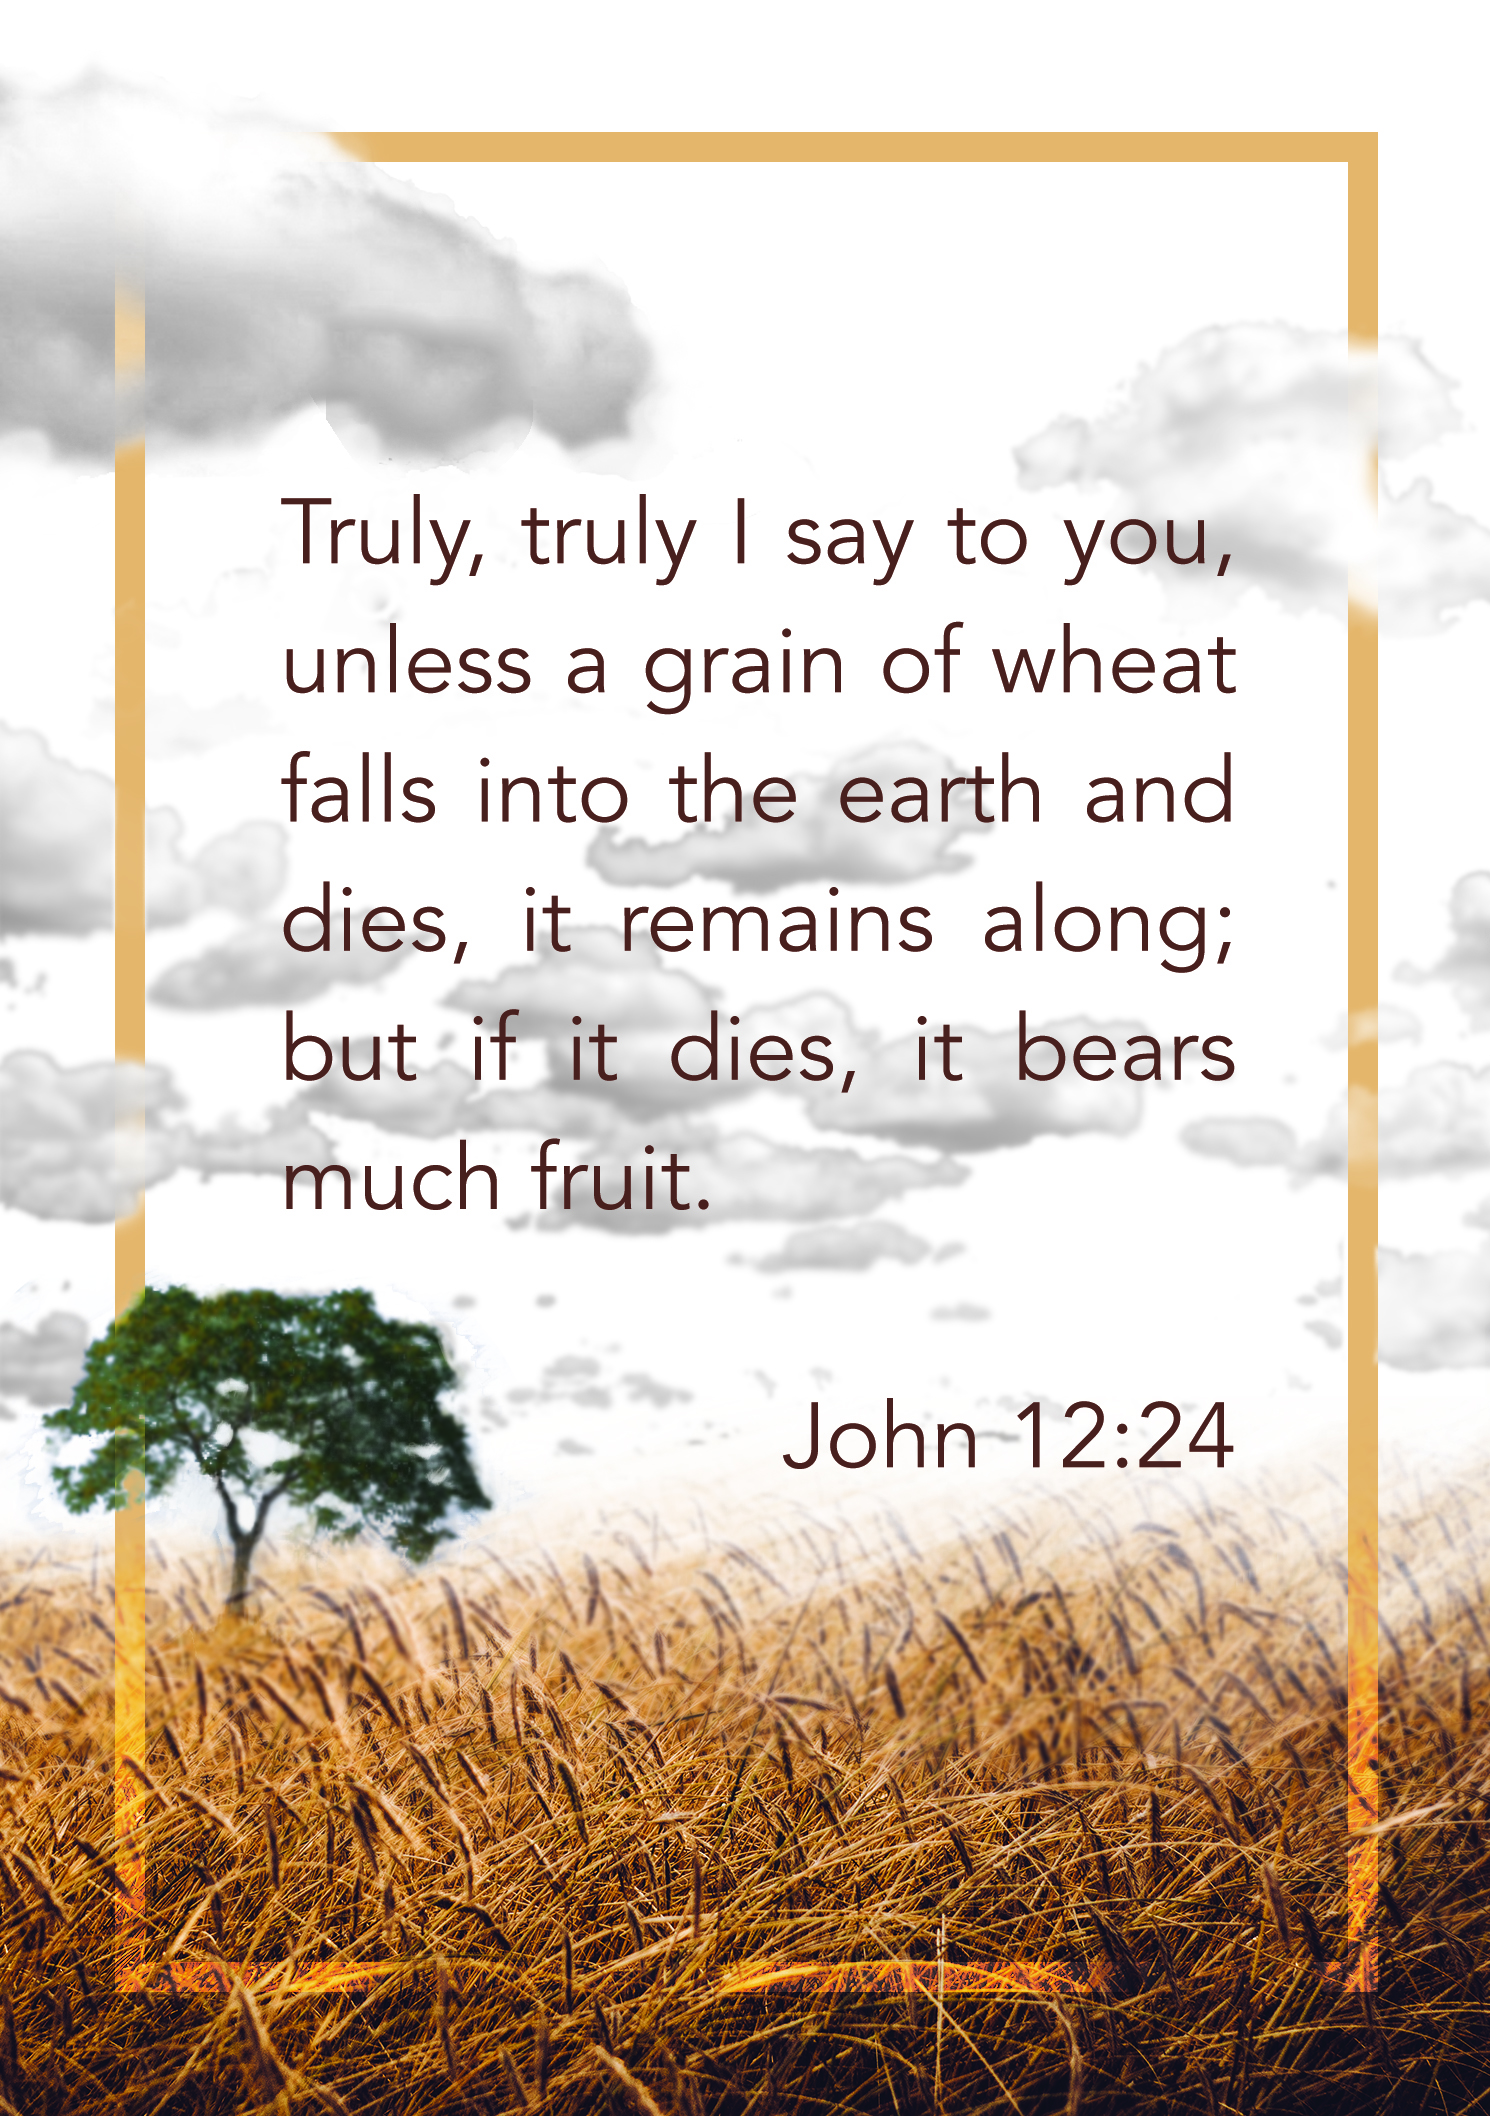 Truly, truly I say to you,
unless a grain of wheat
falls into the earth and
dies, it remains along;
but if it dies, it bears
much fruit.
John 12:24